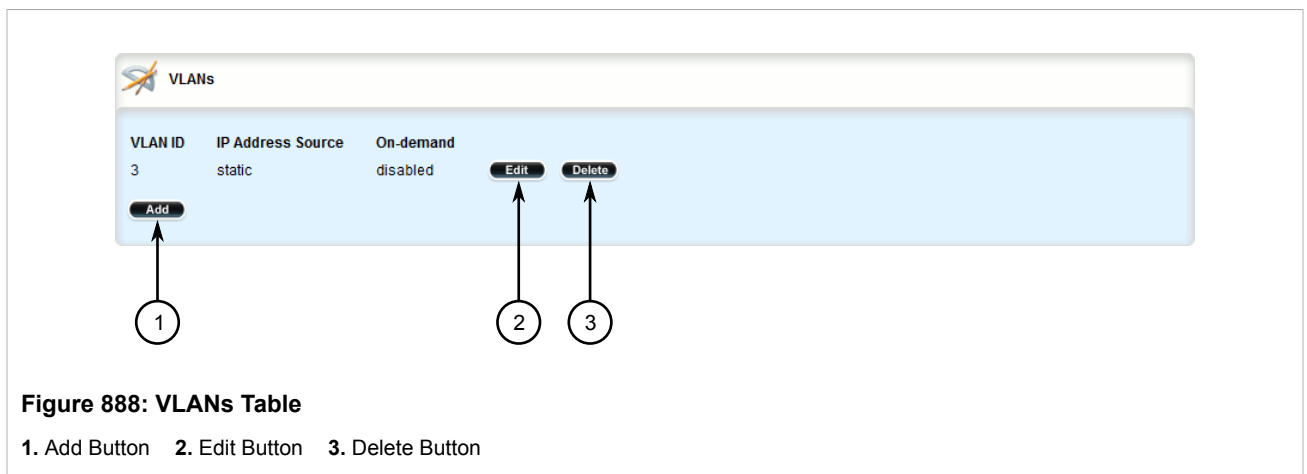 VLANs
VLAN ID IP Address Source On-demand
3 static disabled Edit Delete
Add
1 2 3
Figure 888: VLANs Table
1. Add Button 2. Edit Button 3. Delete Button